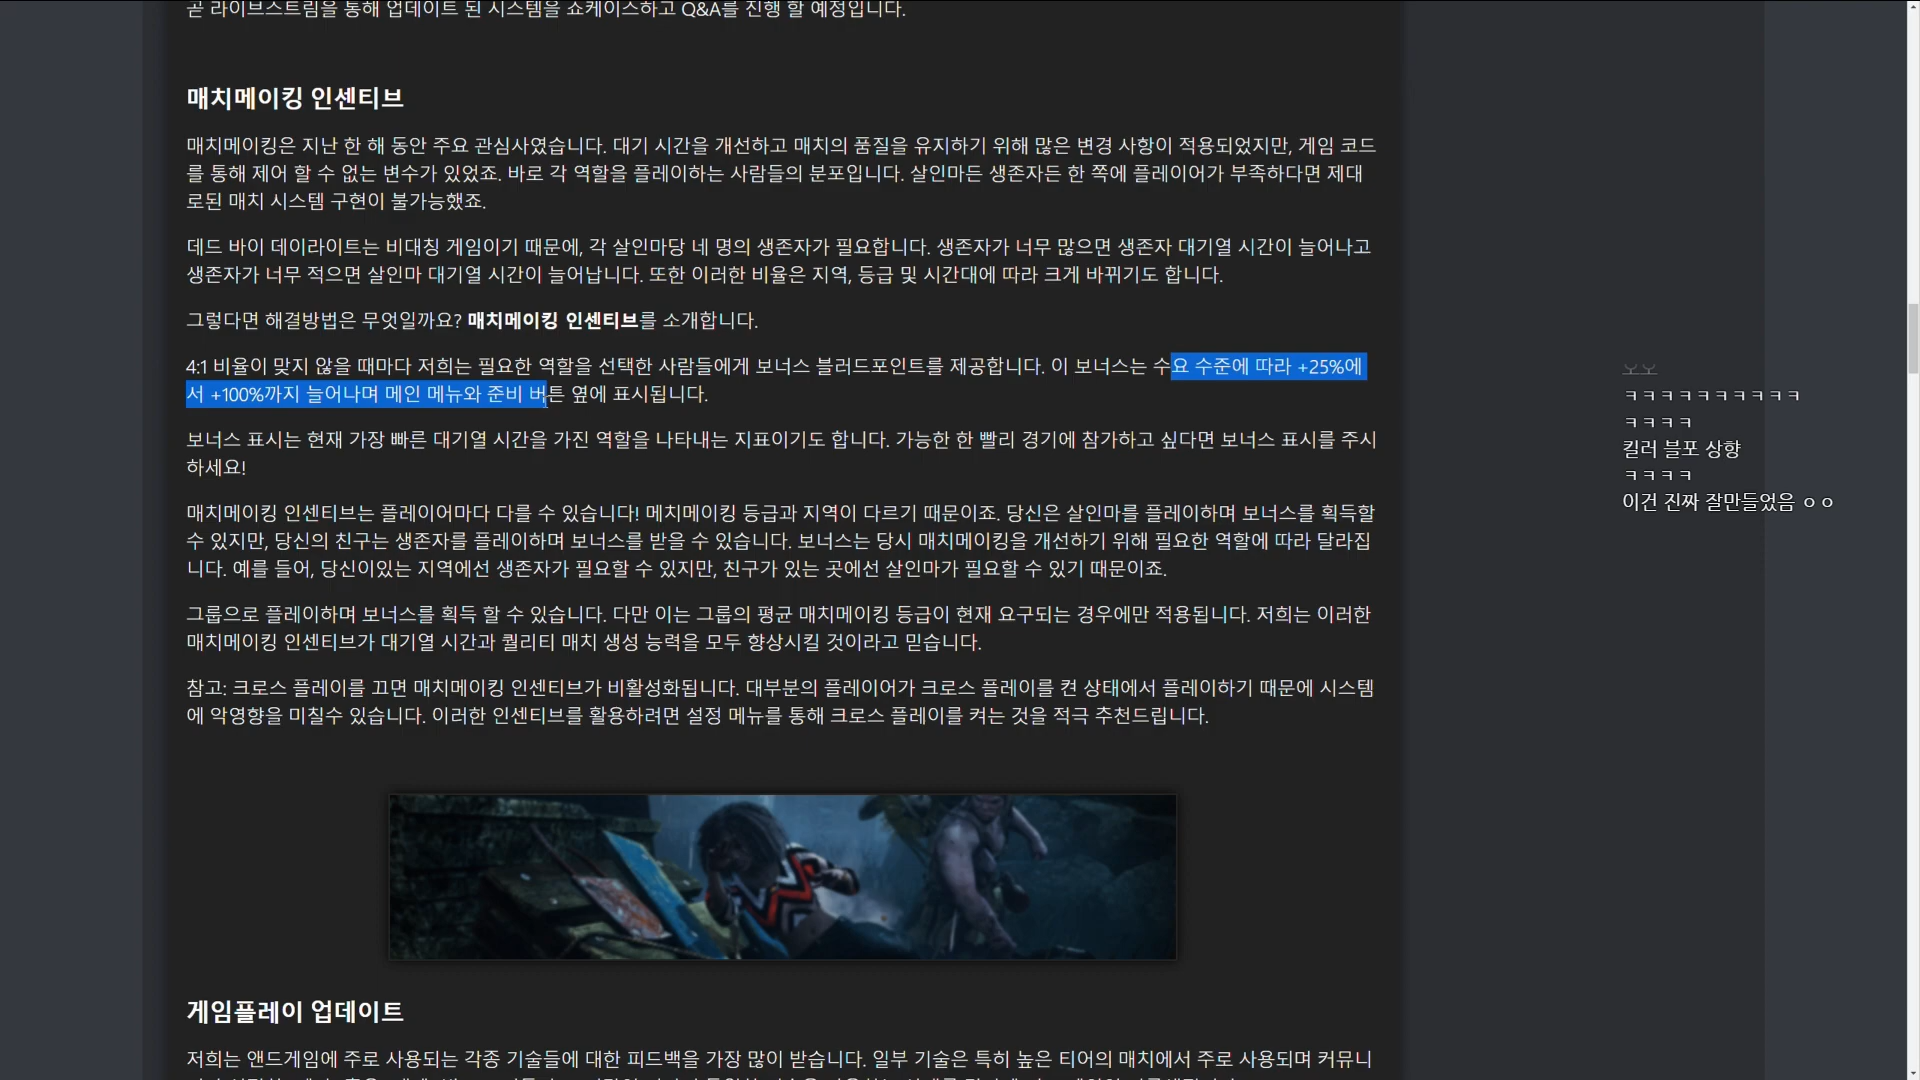 곧 라이브스트림을 통해 업데이트 된 시스템을 쇼케이스하고 Q&A를 진행 할 예정입니다.
매치메이킹 인센티브
매치메이킹은 지난 한 해 동안 주요 관심사였습니다. 대기 시간을 개선하고 매치의 품질을 유지하기 위해 많은 변경 사항이 적용되었지만, 게임 코드
를 통해 제어 할 수 없는 변수가 있었죠. 바로 각 역할을 플레이하는 사람들의 분포입니다. 살인마든 생존자든 한 쪽에 플레이어가 부족하다면 제대
로된 매치 시스템 구현이 불가능했죠.
데드 바이 데이라이트는 비대칭 게임이기 때문에, 각 살인마당 네 명의 생존자가 필요합니다. 생존자가 너무 많으면 생존자 대기열 시간이 늘어나고
생존자가 너무 적으면 살인마 대기열 시간이 늘어납니다. 또한 이러한 비율은 지역, 등급 및 시간대에 따라 크게 바뀌기도 합니다.
그렇다면 해결방법은 무엇일까요? 매치메이킹 인센티브를 소개합니다.
4:1 비율이 맞지 않을 때마다 저희는 필요한 역할을 선택한 사람들에게 보너스 블러드포인트를 제공합니다. 이 보너스는 수요 수준에 따라 +25%에
서 +100%까지 늘어나며 메인 메뉴와 준비 버튼 옆에 표시됩니다.
보너스 표시는 현재 가장 빠른 대기열 시간을 가진 역할을 나타내는 지표이기도 합니다. 가능한 한 빨리 경기에 참가하고 싶다면 보너스 표시를 주시
하세요!
매치메이킹 인센티브는 플레이어마다 다를 수 있습니다! 메치메이킹 등급과 지역이 다르기 때문이죠. 당신은 살인마를 플레이하며 보너스를 획득할
수 있지만, 당신의 친구는 생존자를 플레이하며 보너스를 받을 수 있습니다. 보너스는 당시 매치메이킹을 개선하기 위해 필요한 역할에 따라 달라집
니다. 예를 들어, 당신이있는 지역에선 생존자가 필요할 수 있지만, 친구가 있는 곳에선 살인마가 필요할 수 있기 때문이죠.
그룹으로 플레이하며 보너스를 획득 할 수 있습니다. 다만 이는 그룹의 평균 매치메이킹 등급이 현재 요구되는 경우에만 적용됩니다. 저희는 이러한
매치메이킹 인센티브가 대기열 시간과 퀄리티 매치 생성 능력을 모두 향상시킬 것이라고 믿습니다.
참고: 크로스 플레이를 끄면 매치메이킹 인센티브가 비활성화됩니다. 대부분의 플레이어가 크로스 플레이를 켠 상태에서 플레이하기 때문에 시스템
에 악영향을 미칠수 있습니다. 이러한 인센티브를 활용하려면 설정 메뉴를 통해 크로스 플레이를 켜는 것을 적극 추천드립니다.
게임플레이 업데이트
저희는 앤드게임에 주로 사용되는 각종 기술들에 대한 피드백을 가장 많이 받습니다. 일부 기술은 특히 높은 티어의 매치에서 주로 사용되며 커뮤니
오오
ㅋㅋㅋㅋㅋㅋㅋㅋㅋㅋ
ㅋㅋㅋㅋ
킬러 블포 상향
ㅋㅋㅋㅋ
이건 진짜 잘만들었음 ㅇㅇ